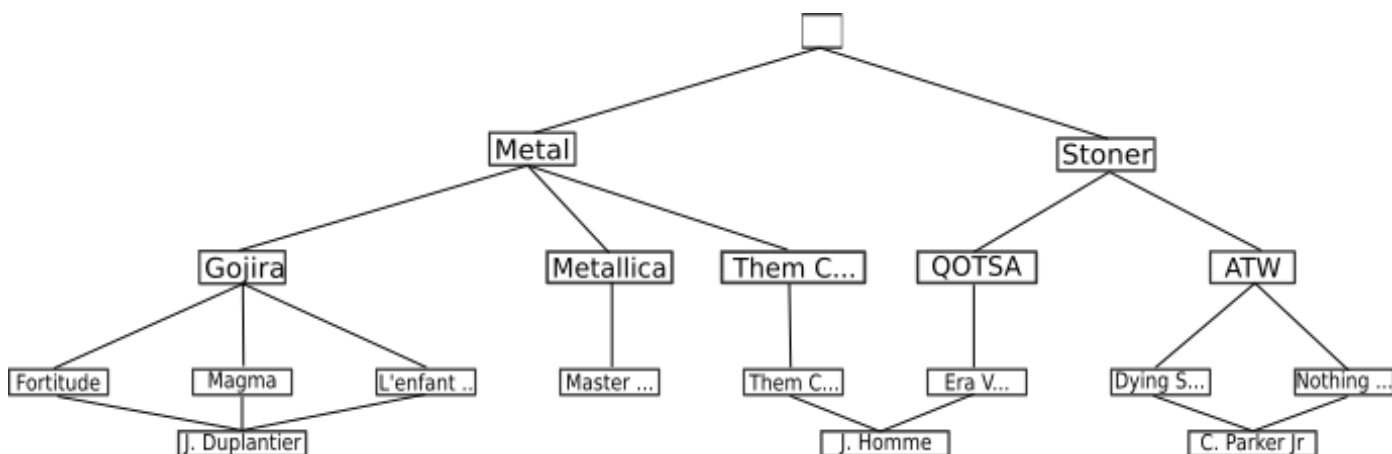 Metal
Stoner
Gojira
Metallica
Them C...
QOTSA
ATW
Fortitude
Magma
L'enfant ..
Master ...
Them C...
Era V...
Dying S...
Nothing ...
J. Duplantier
J. Homme
C. Parker Jr